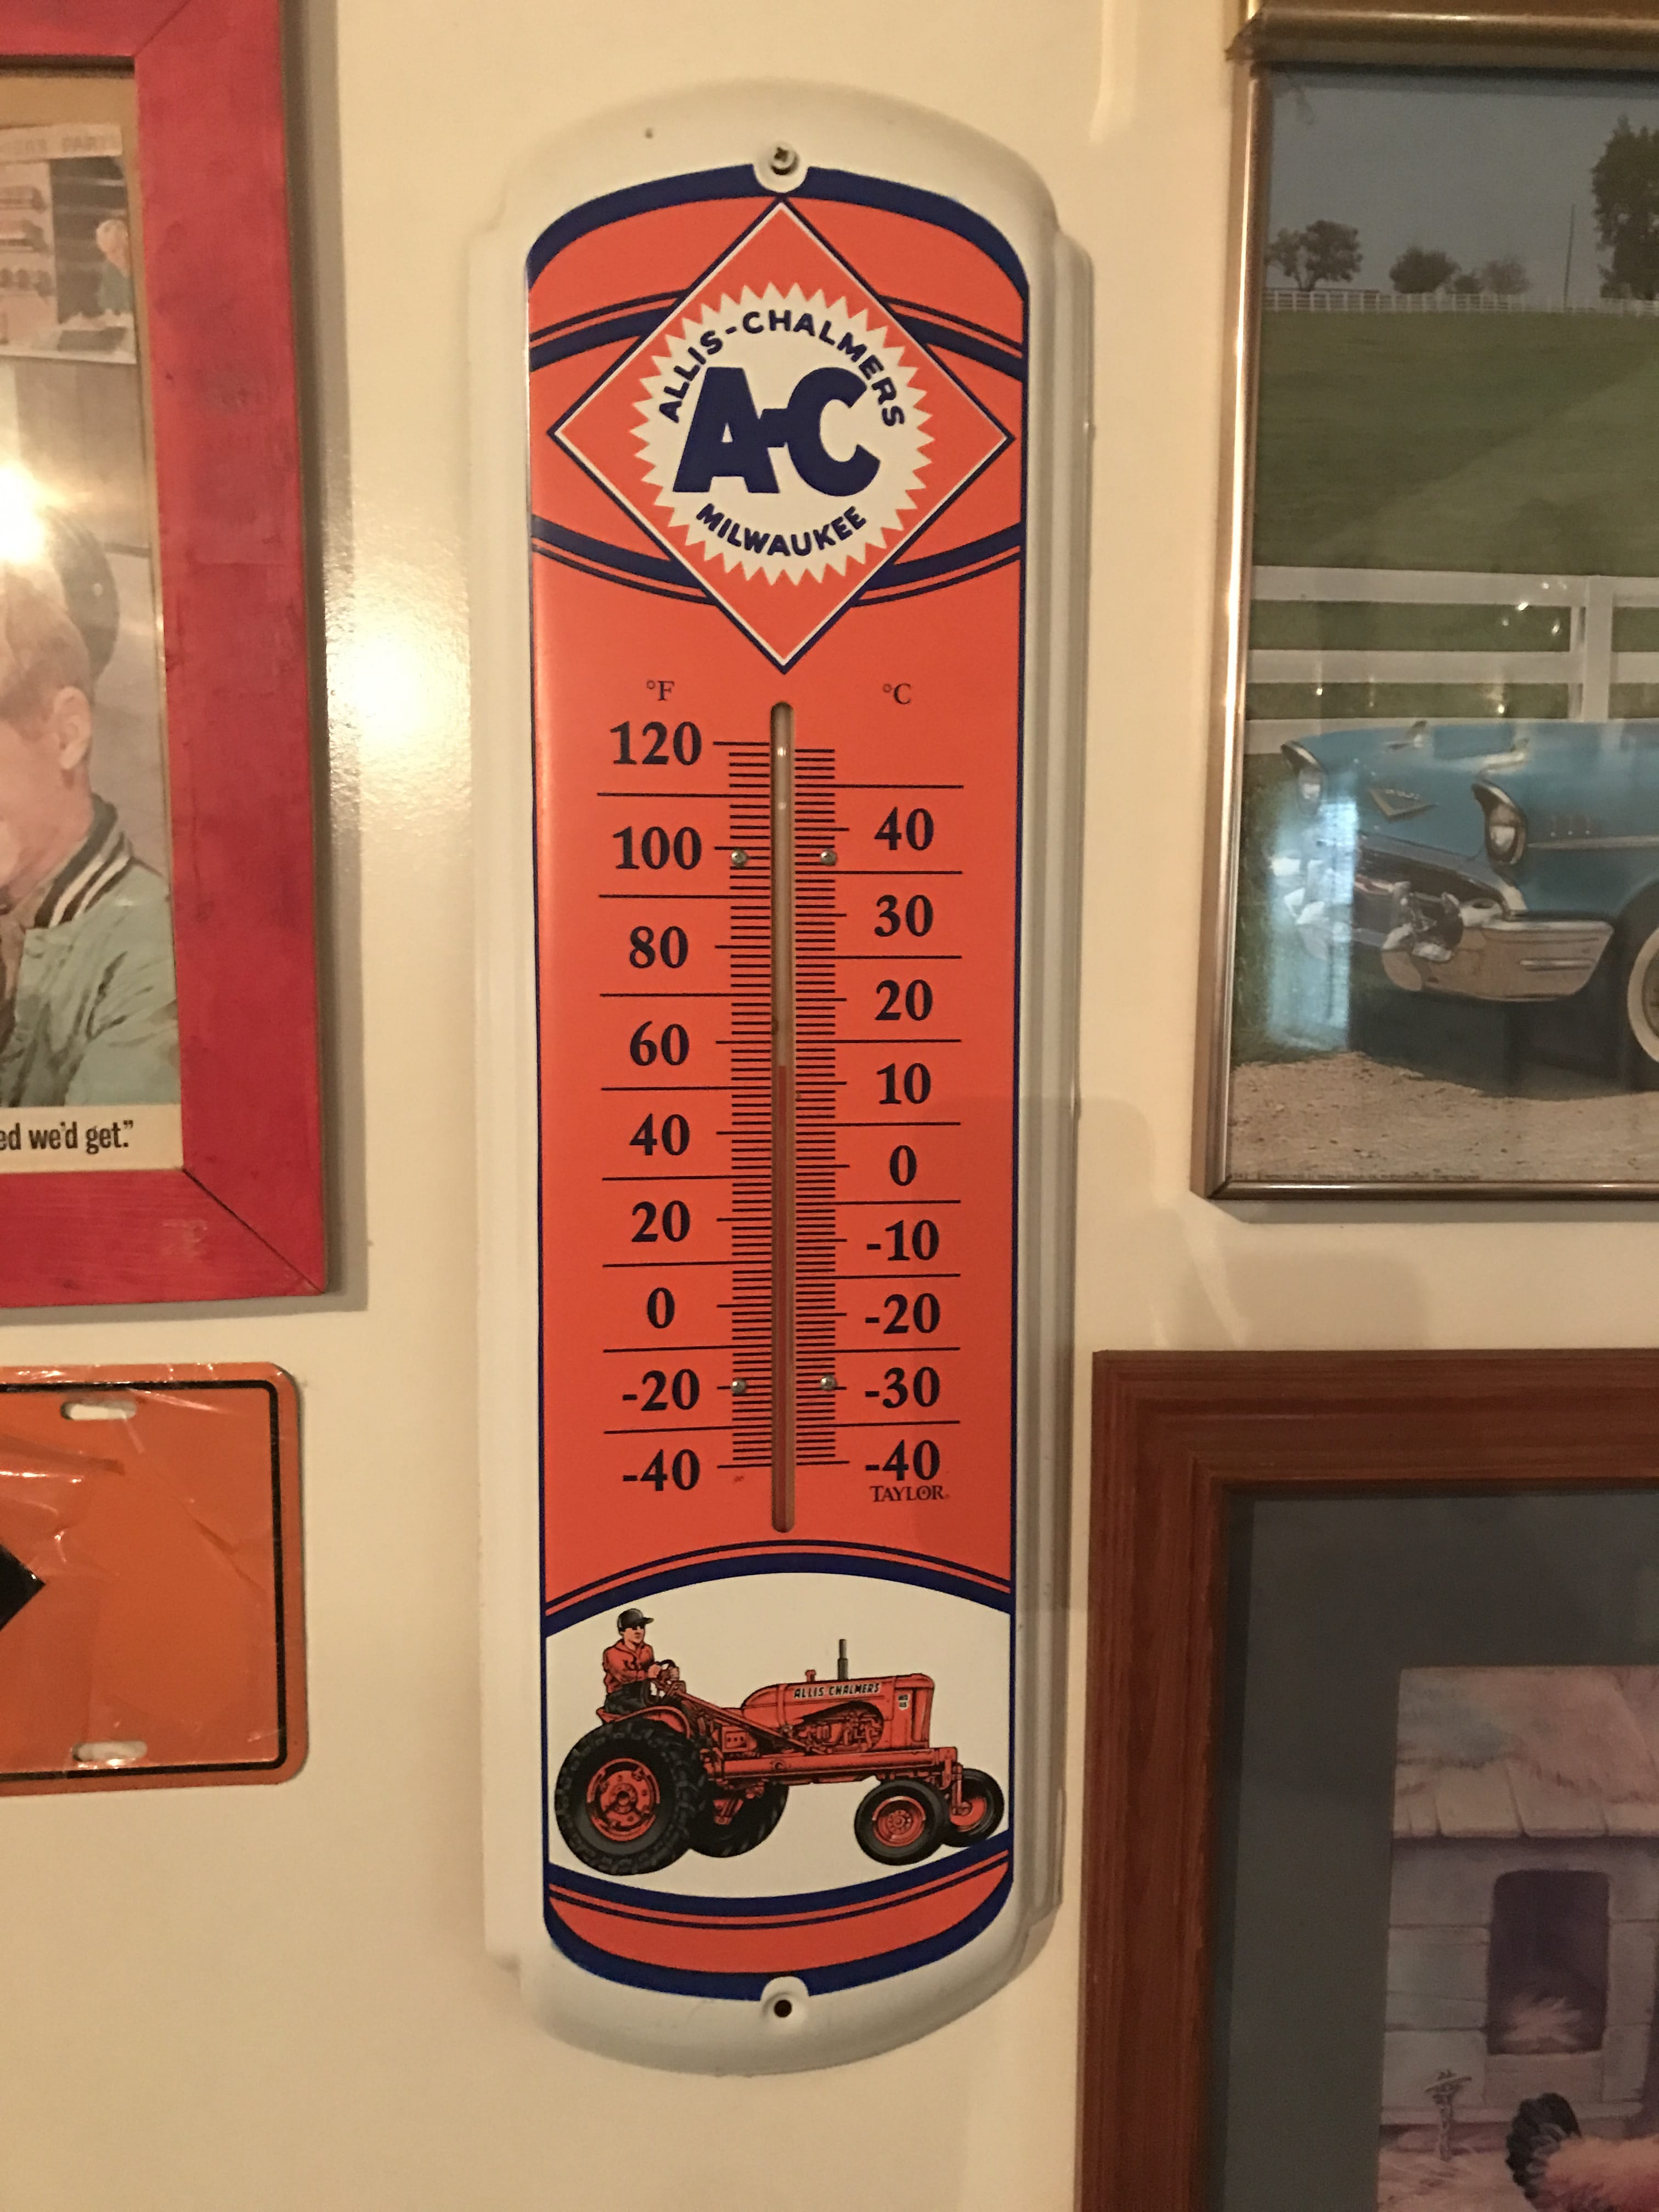 ALLIS-CHALMERS
A-C
MILWAUKEE
°F °C
120
40
100
30
80
20
60
10
40
0
20
-10
0
-20
-20 -30
-40 -40
TAYLOR
ALLIS-CHALMERS
ed we'd get."